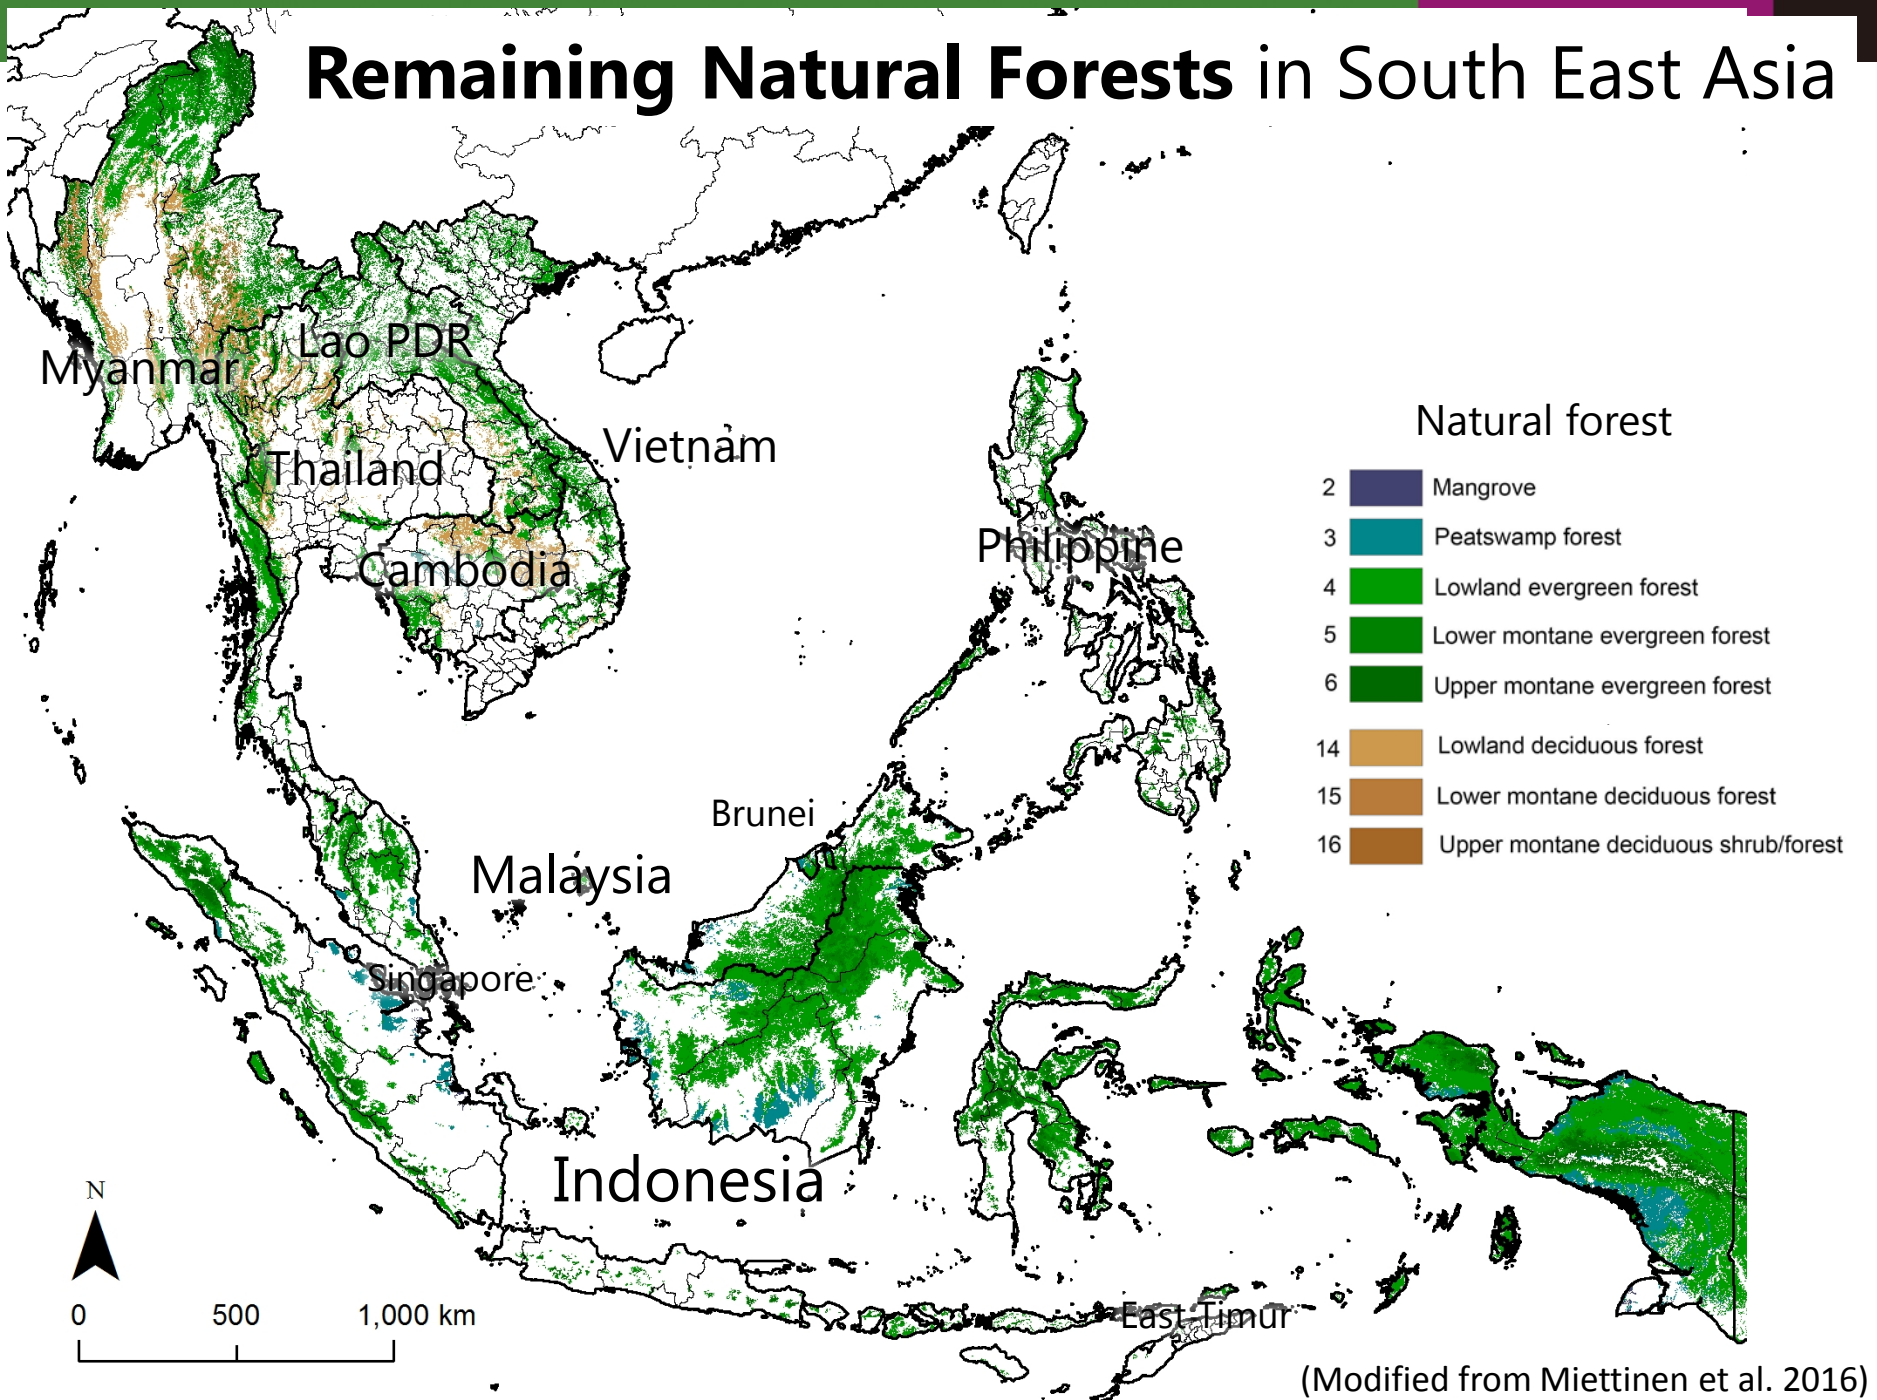 Remaining Natural Forests in South East Asia
Lao PDR
Myanmar
Vietnam
Thailand
Philippine
Cambodia
Brunei
Malaysia
Singapore
Indonesia
East Timur
Natural forest
2 Mangrove
3 Peatswamp forest
4 Lowland evergreen forest
5 Lower montane evergreen forest
6 Upper montane evergreen forest
14 Lowland deciduous forest
15 Lower montane deciduous forest
16 Upper montane deciduous shrub/forest
N
0 500 1,000 km
(Modified from Miettinen et al. 2016)